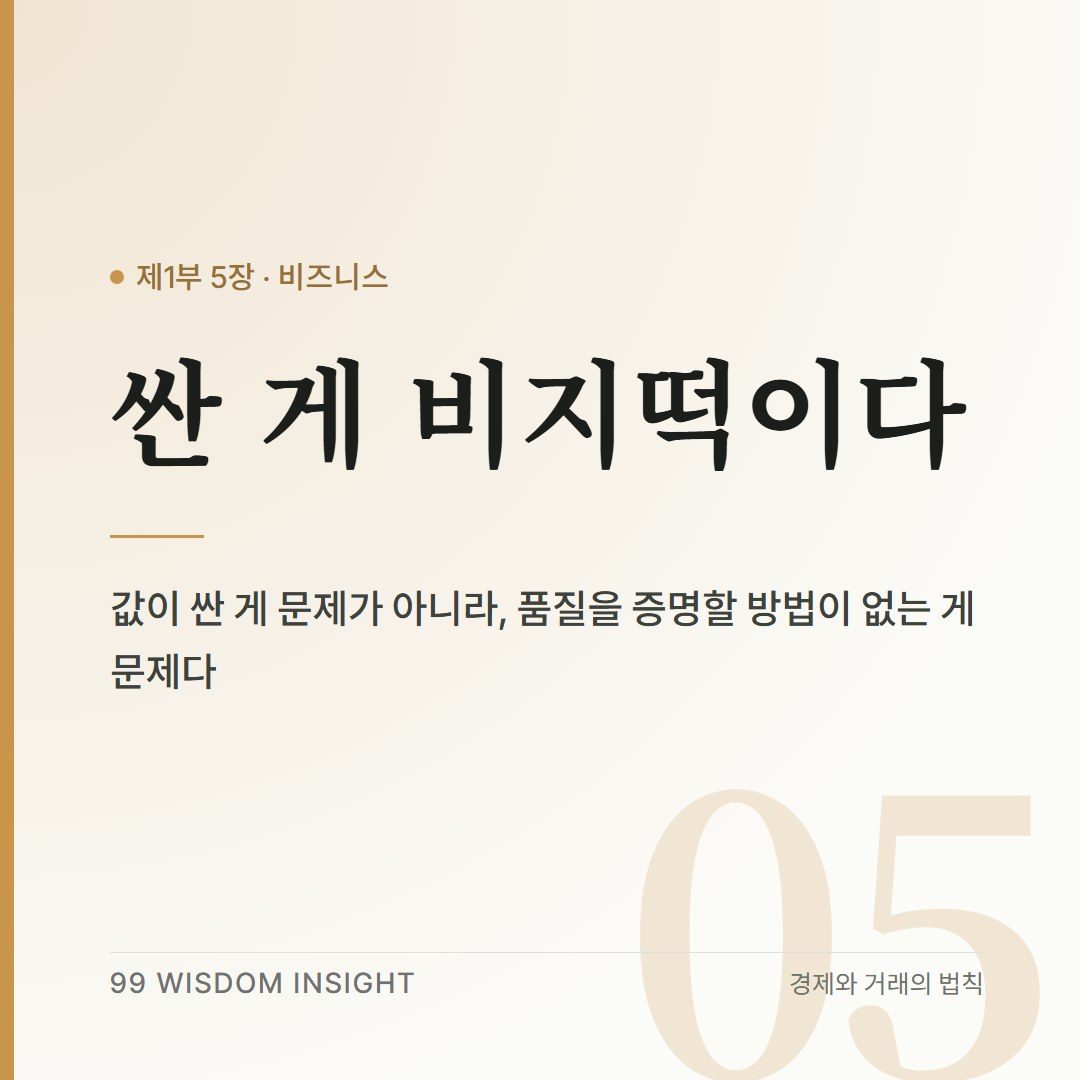 제1부 5장 · 비즈니스
싼 게 비지떡이다
값이 싼 게 문제가 아니라, 품질을 증명할 방법이 없는 게
문제다
05
99 WISDOM INSIGHT
경제와 거래의 법칙